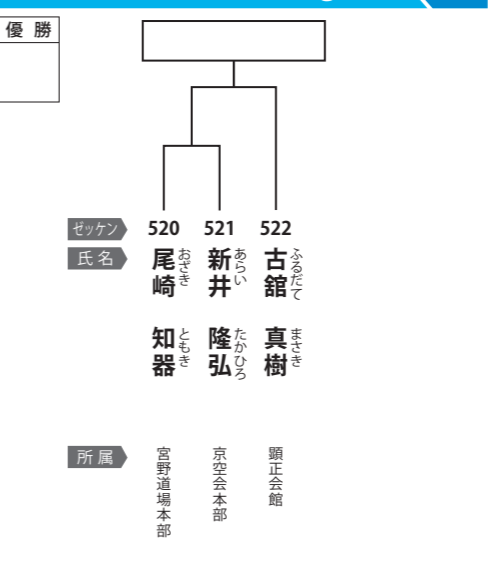 優勝
ゼッケン 520 521 522
氏名
尾崎 知器
おざき ともき
新井 隆弘
あらい たかひろ
古舘 真樹
ふるだて まさき
所属
宮野道場本部
京空会本部
顕正会館